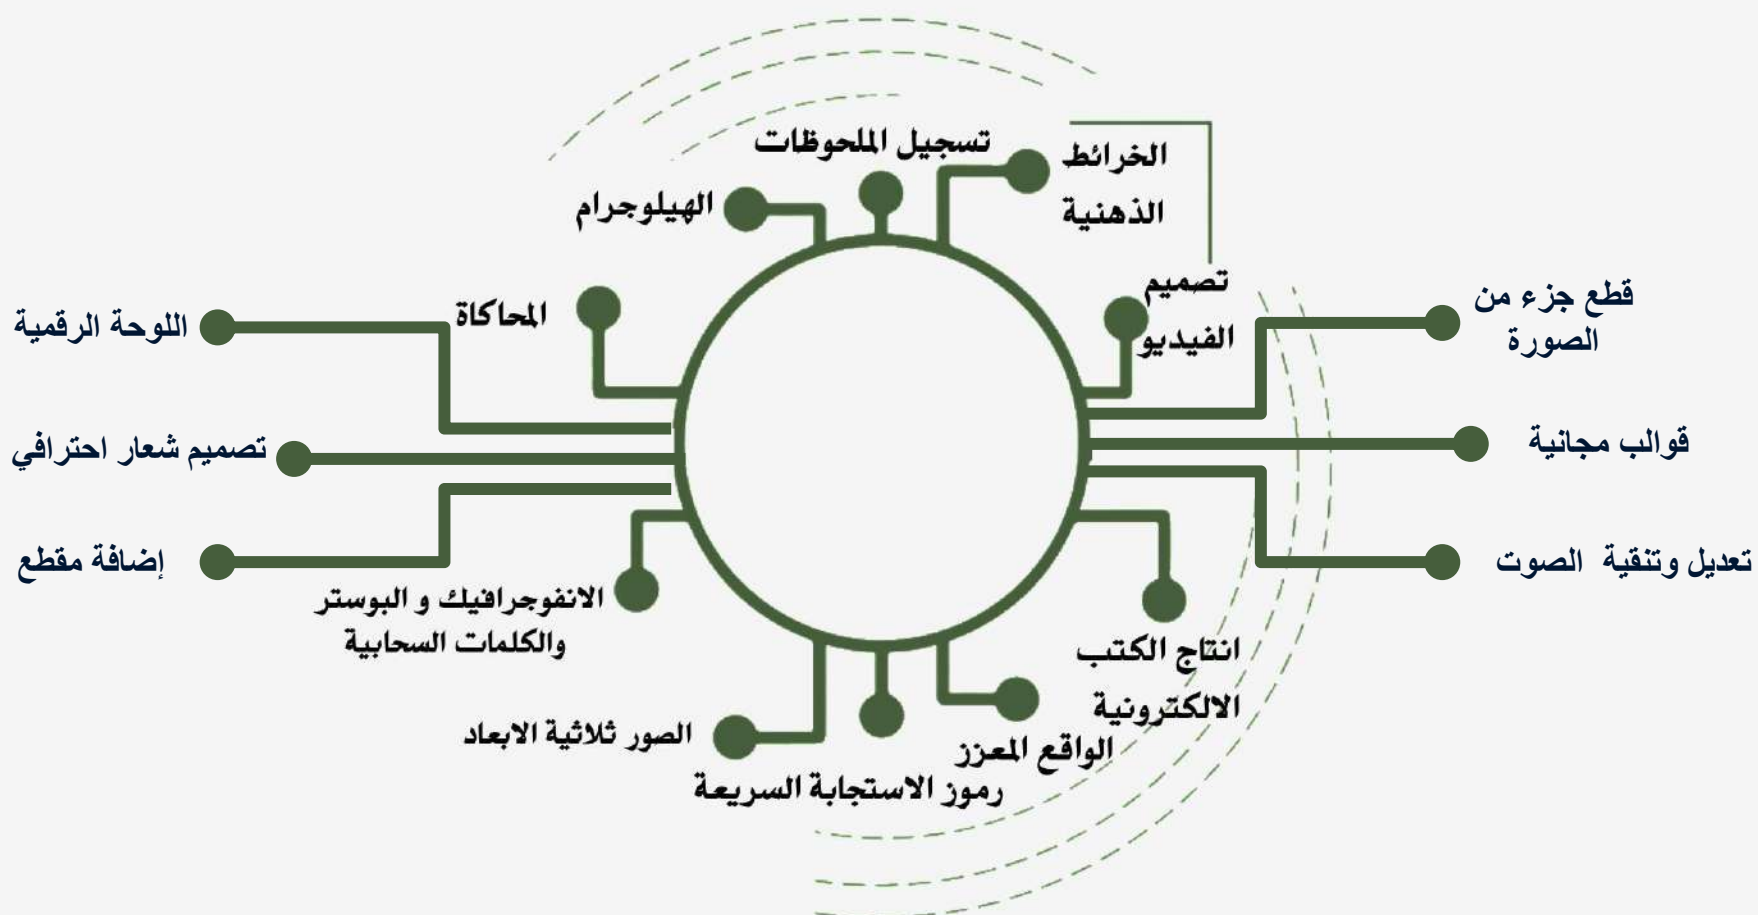 تسجيل الملحوظات
الخرائط
الذهنية
الهيلوجرام
تصميم
الفيديو
قطع جزء من
الصورة
المحاكاة
اللوحة الرقمية
قوالب مجانية
تصميم شعار احترافي
تعديل وتنقية الصوت
إضافة مقطع
الانفوجرافيك و البوستر
والكلمات السحابية
انتاج الكتب
الالكترونية
الصور ثلاثية الابعاد
الواقع المعزز
رموز الاستجابة السريعة